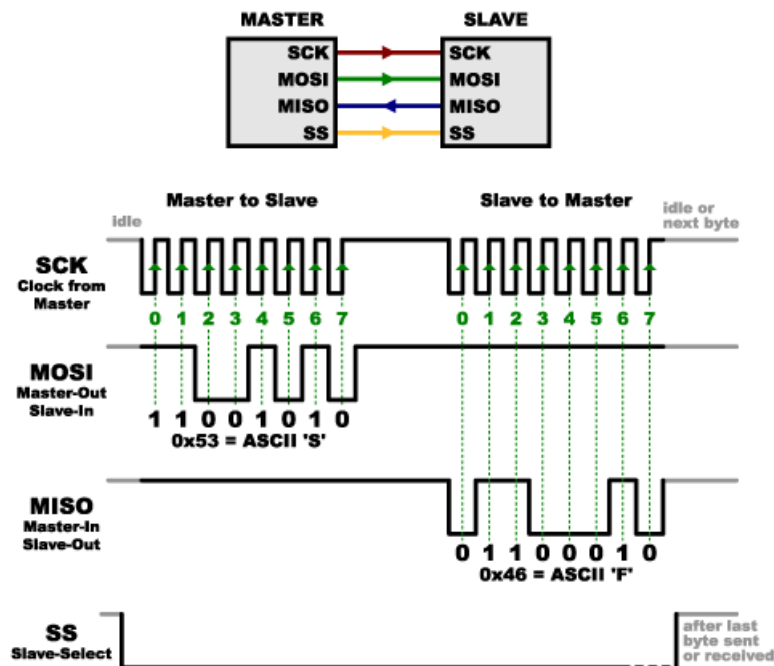 MASTER SLAVE
SCK SCK
MOSI MOSI
MISO MISO
SS SS
Master to Slave Slave to Master
idle
idle or
next byte
SCK
Clock from
Master
0 1 2 3 4 5 6 7 0 1 2 3 4 5 6 7
MOSI
Master-Out
Slave-In
1 1 0 0 1 0 1 0
0x53 = ASCII 'S'
MISO
Master-In
Slave-Out
0 1 1 0 0 0 1 0
0x46 = ASCII 'F'
SS
Slave-Select
after last
byte sent
or received